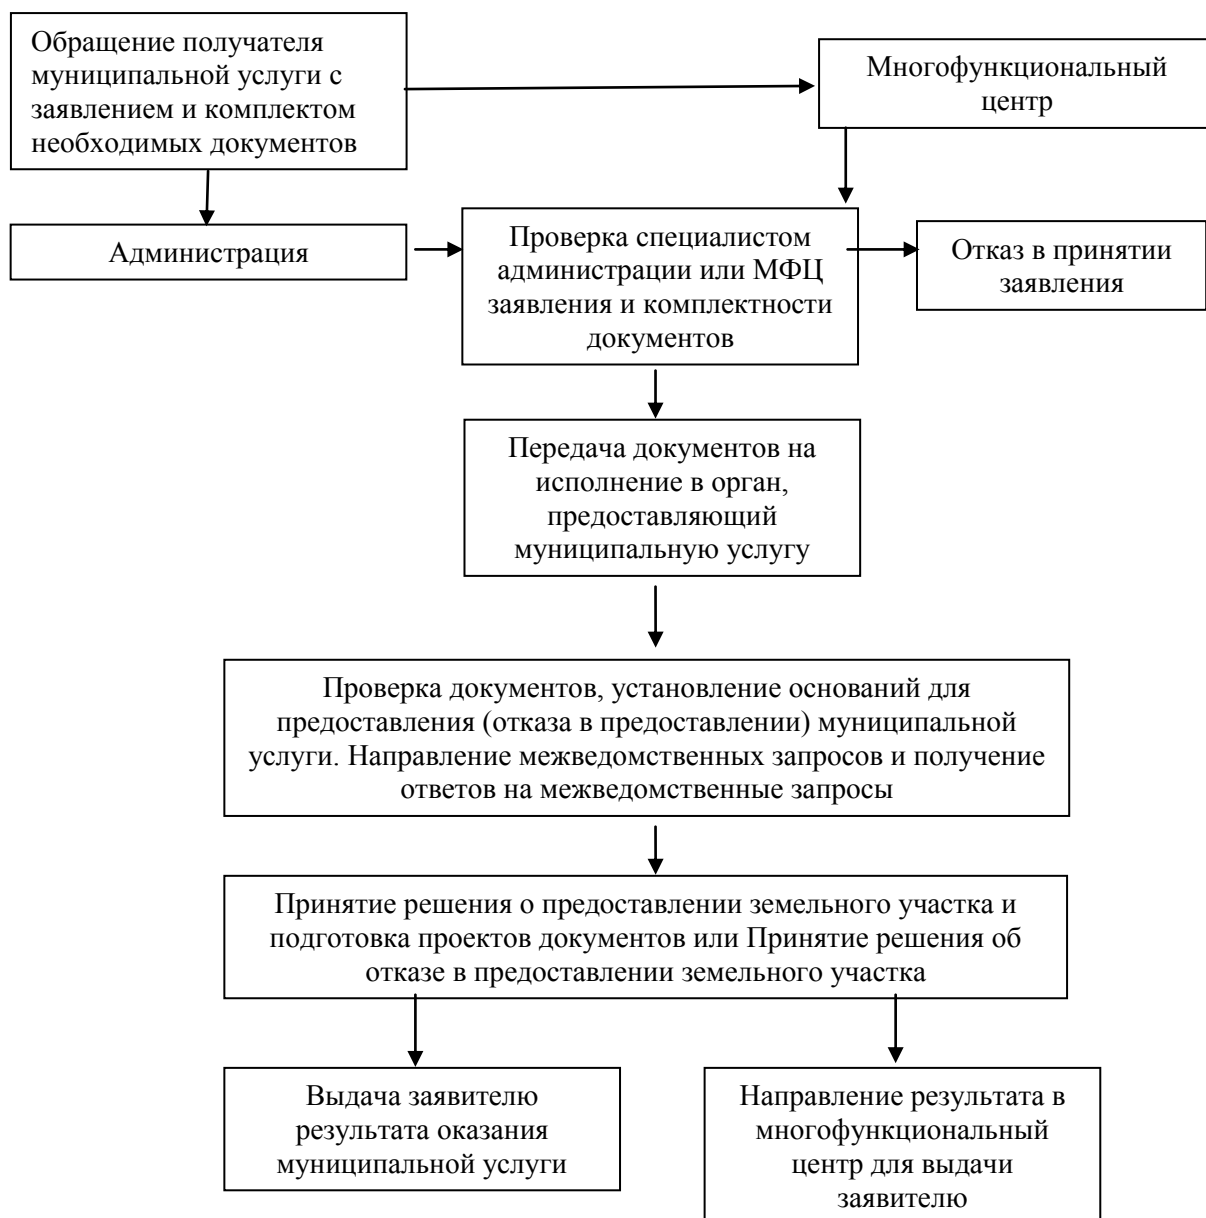 Обращение получателя
муниципальной услуги с
заявлением и комплектом
необходимых документов
Многофункциональный
центр
Администрация
Проверка специалистом
администрации или МФЦ
заявления и комплектности
документов
Отказ в принятии
заявления
Передача документов на
исполнение в орган,
предоставляющий
муниципальную услугу
Проверка документов, установление оснований для
предоставления (отказа в предоставлении) муниципальной
услуги. Направление межведомственных запросов и получение
ответов на межведомственные запросы
Принятие решения о предоставлении земельного участка и
подготовка проектов документов или Принятие решения об
отказе в предоставлении земельного участка
Выдача заявителю
результата оказания
муниципальной услуги
Направление результата в
многофункциональный
центр для выдачи
заявителю